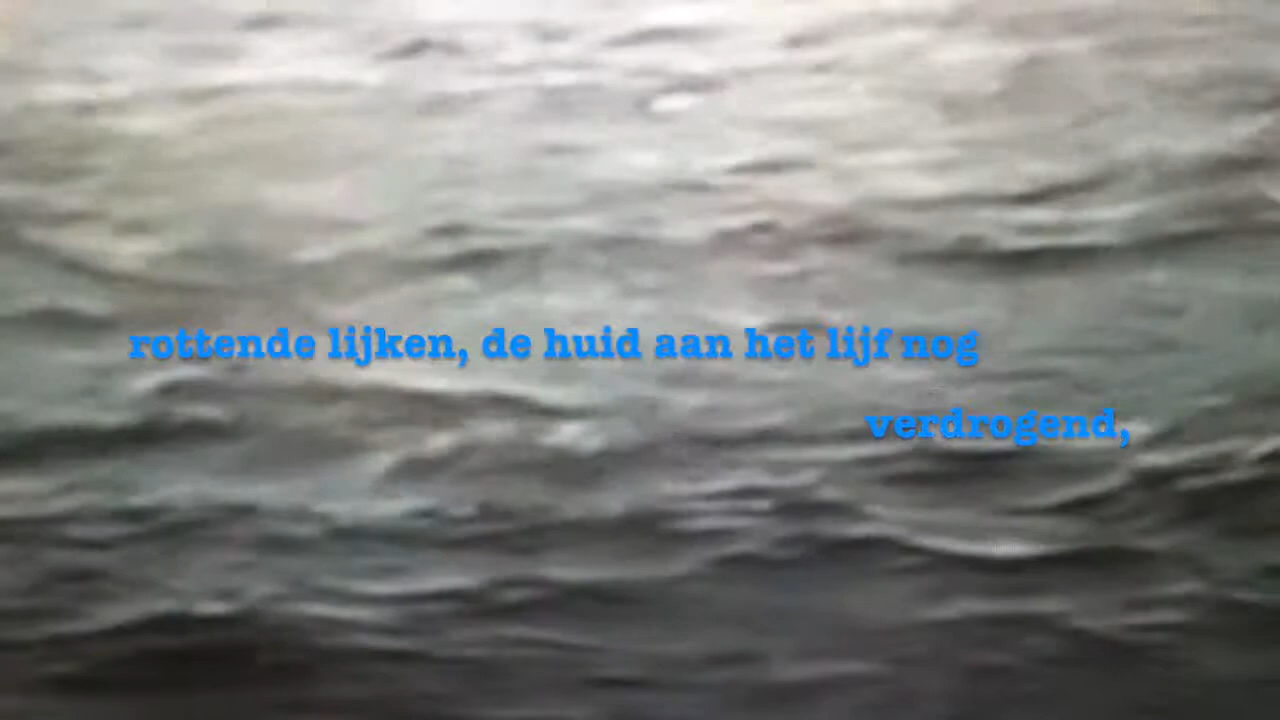 rottende lijken, de huid aan het lijf nog
verdrogend,